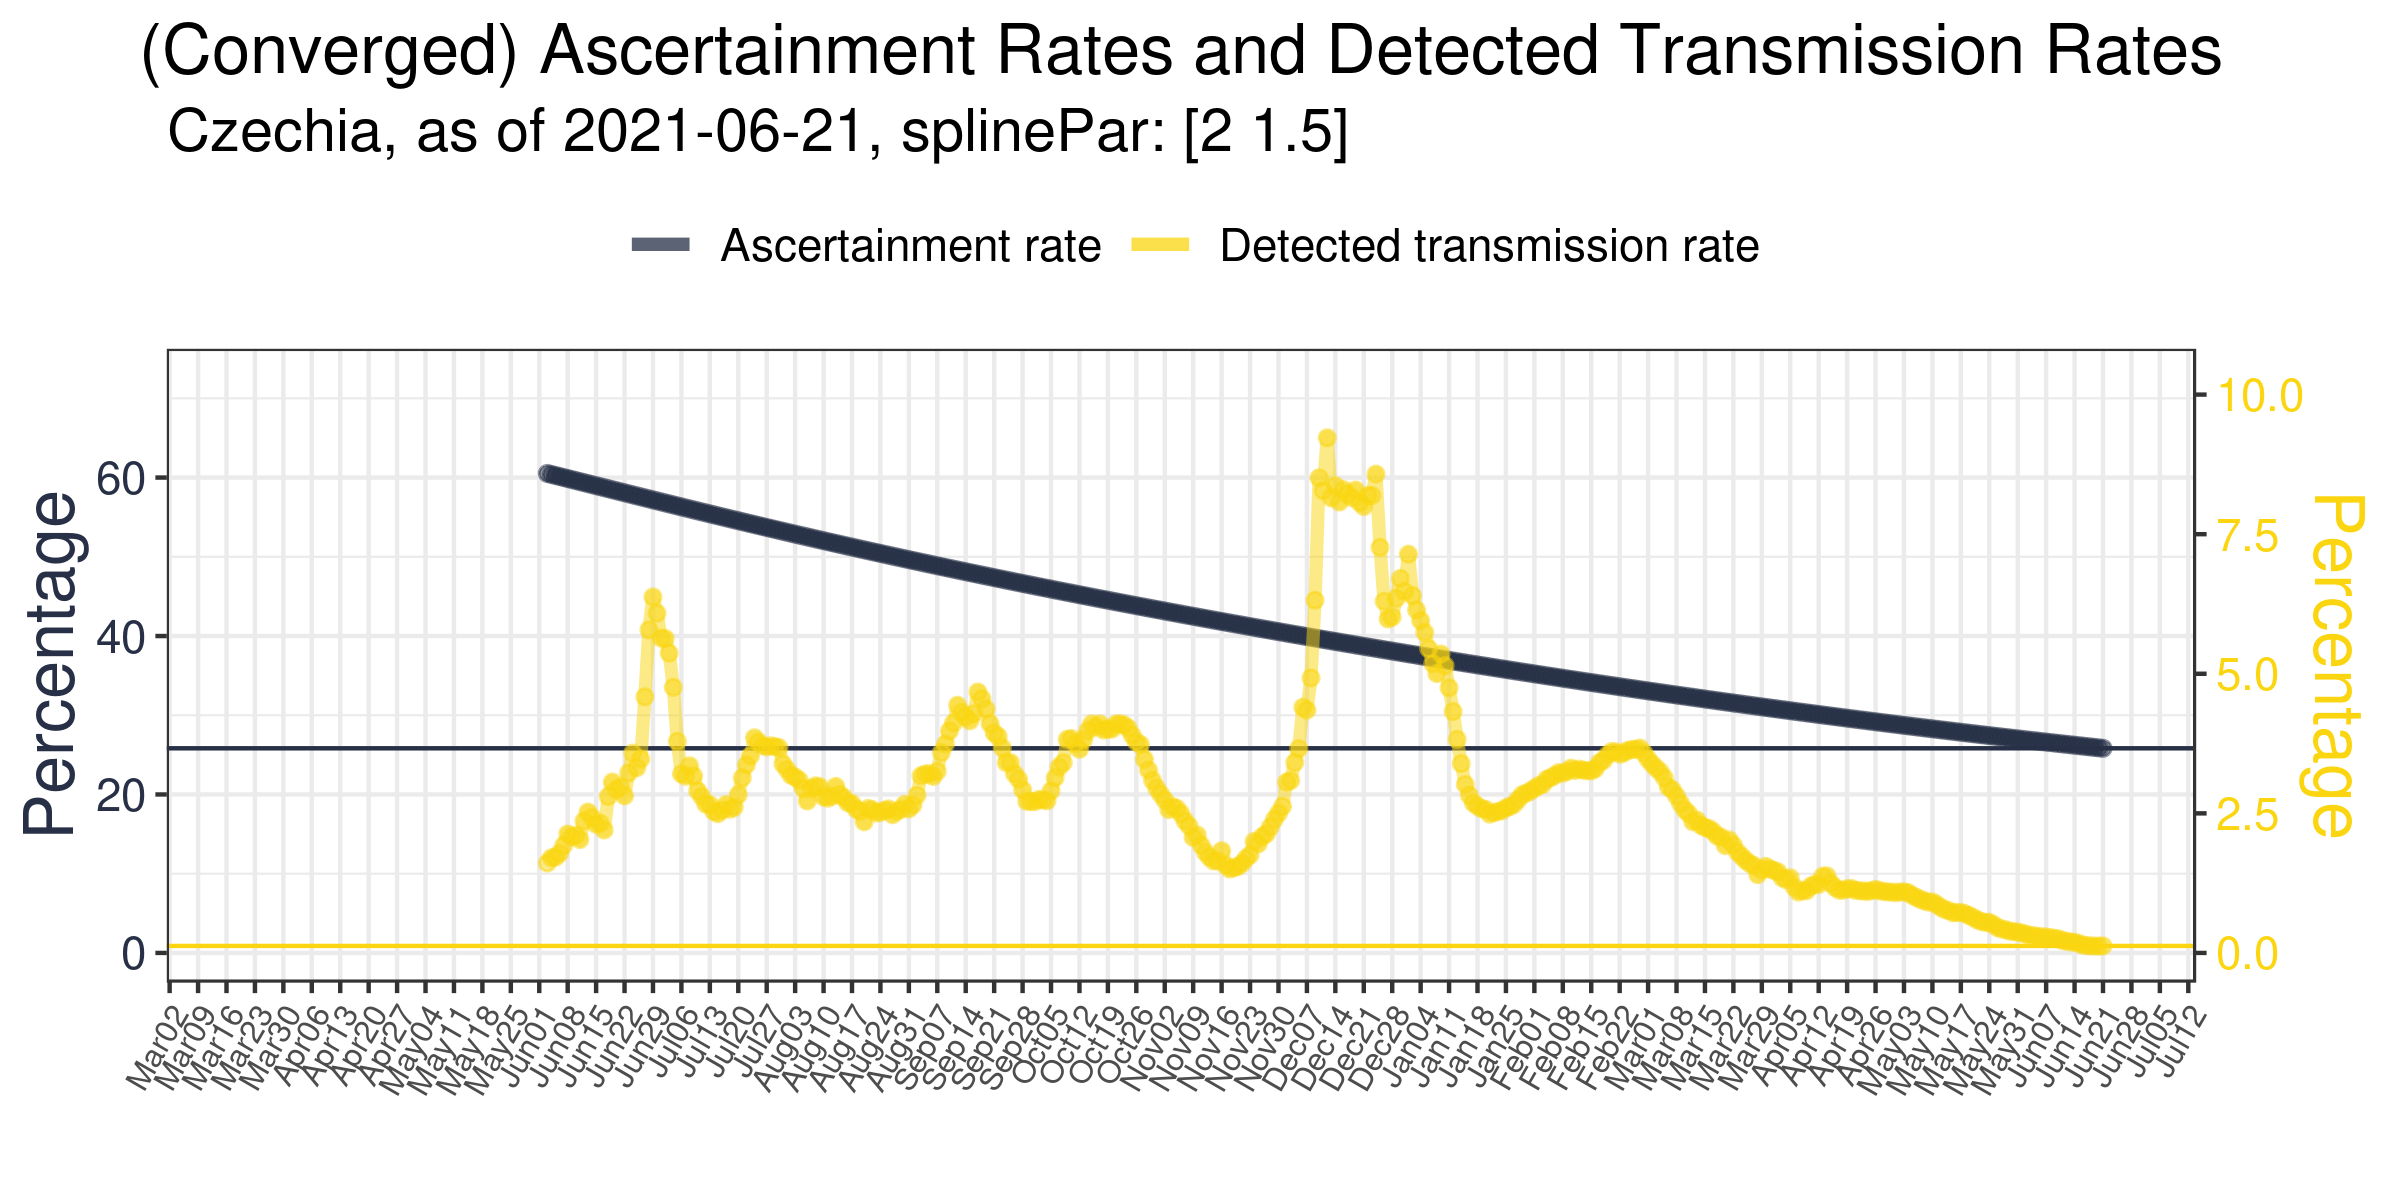 (Converged) Ascertainment Rates and Detected Transmission Rates
Czechia, as of 2021-06-21, splinePar: [2 1.5]
Ascertainment rate
Detected transmission rate
Percentage
60
40
20
0
10.0
7.5
5.0
2.5
0.0
Percentage
Mar02
Mar09
Mar16
Mar23
Mar30
Apr06
Apr13
Apr20
Apr27
May04
May11
May18
May25
Jun01
Jun08
Jun15
Jun22
Jun29
Jul06
Jul13
Jul20
Jul27
Aug03
Aug10
Aug17
Aug24
Aug31
Sep07
Sep14
Sep21
Sep28
Oct05
Oct12
Oct19
Oct26
Nov02
Nov09
Nov16
Nov23
Nov30
Dec07
Dec14
Dec21
Dec28
Dec04
Jan11
Jan18
Jan25
Feb01
Feb08
Feb15
Feb22
Mar01
Mar08
Mar15
Mar22
Mar29
Apr05
Apr12
Apr19
Apr26
May03
May10
May17
May24
May31
May07
Jun14
Jun21
Jun28
Jul05
Jul12